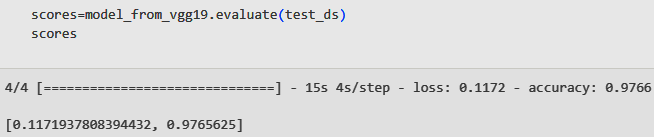 scores=model_from_vgg19.evaluate(test_ds)
scores
4/4 [==============================] - 15s 4s/step - loss: 0.1172 - accuracy: 0.9766
[0.1171937808394432, 0.9765625]